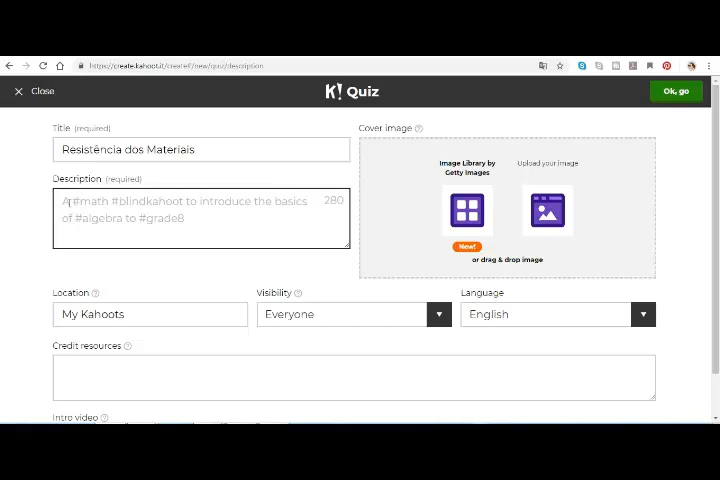 https://create.kahoot.it/create#/new/quiz/description
Close
K! Quiz
Ok, go
Title (required)
Resistência dos Materiais
Description (required)
A #math #blindkahoot to introduce the basics
of #algebra to #grade8
280
Cover image
Image Library by
Getty Images
Upload your image
New!
or drag & drop image
Location
My Kahoots
Visibility
Everyone
Language
English
Credit resources
Intro video